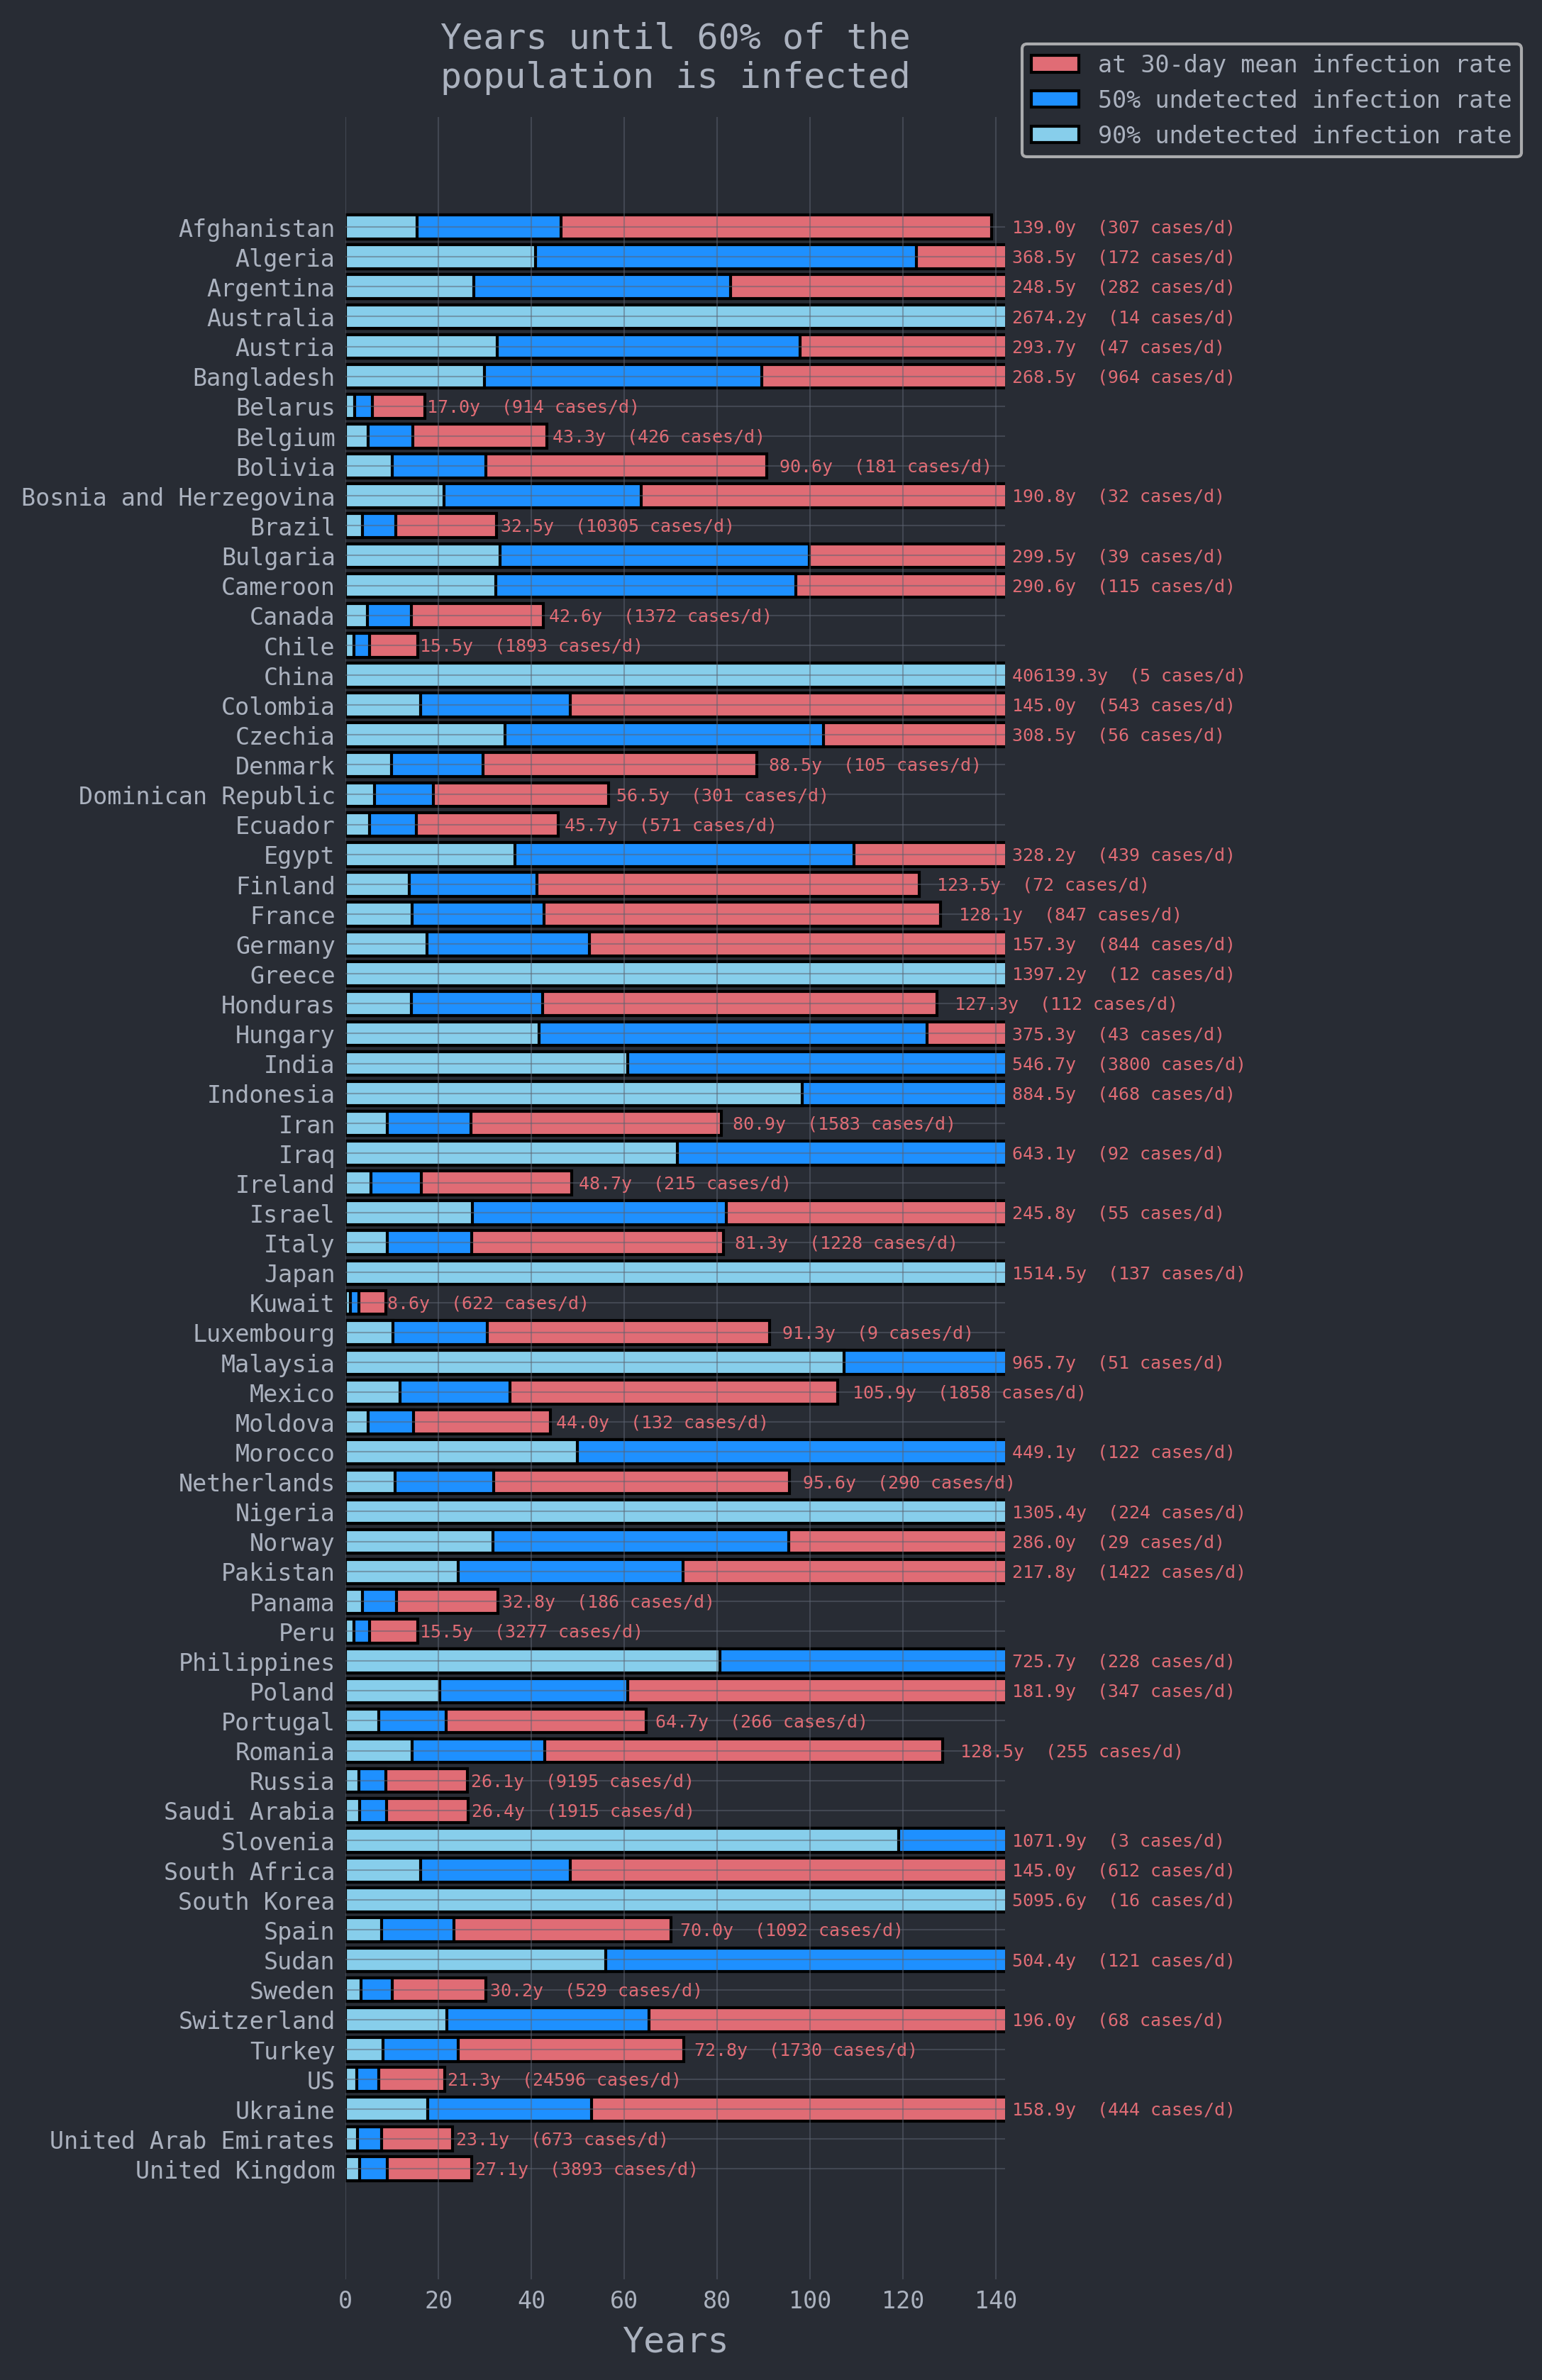 Years until 60% of the
population is infected
at 30-day mean infection rate
50% undetected infection rate
90% undetected infection rate
Afghanistan 139.0y (307 cases/d)
Algeria 368.5y (172 cases/d)
Argentina 248.5y (282 cases/d)
Australia 2674.2y (14 cases/d)
Austria 293.7y (47 cases/d)
Bangladesh 268.5y (964 cases/d)
Belarus 17.0y (914 cases/d)
Belgium 43.3y (426 cases/d)
Bolivia 90.6y (181 cases/d)
Bosnia and Herzegovina 190.8y (32 cases/d)
Brazil 32.5y (10305 cases/d)
Bulgaria 299.5y (39 cases/d)
Cameroon 290.6y (115 cases/d)
Canada 42.6y (1372 cases/d)
Chile 15.5y (1893 cases/d)
China 406139.3y (5 cases/d)
Colombia 145.0y (543 cases/d)
Czechia 308.5y (56 cases/d)
Denmark 88.5y (105 cases/d)
Dominican Republic 56.5y (301 cases/d)
Ecuador 45.7y (571 cases/d)
Egypt 328.2y (439 cases/d)
Finland 123.5y (72 cases/d)
France 128.1y (847 cases/d)
Germany 157.3y (844 cases/d)
Greece 1397.2y (12 cases/d)
Honduras 127.3y (112 cases/d)
Hungary 375.3y (43 cases/d)
India 546.7y (3800 cases/d)
Indonesia 884.5y (468 cases/d)
Iran 80.9y (1583 cases/d)
Iraq 643.1y (92 cases/d)
Ireland 48.7y (215 cases/d)
Israel 245.8y (55 cases/d)
Italy 81.3y (1228 cases/d)
Japan 1514.5y (137 cases/d)
Kuwait 8.6y (622 cases/d)
Luxembourg 91.3y (9 cases/d)
Malaysia 965.7y (51 cases/d)
Mexico 105.9y (1858 cases/d)
Moldova 44.0y (132 cases/d)
Morocco 449.1y (122 cases/d)
Netherlands 95.6y (290 cases/d)
Nigeria 1305.4y (224 cases/d)
Norway 286.0y (29 cases/d)
Pakistan 217.8y (1422 cases/d)
Panama 32.8y (186 cases/d)
Peru 15.5y (3277 cases/d)
Philippines 725.7y (228 cases/d)
Poland 181.9y (347 cases/d)
Portugal 64.7y (266 cases/d)
Romania 128.5y (255 cases/d)
Russia 26.1y (9195 cases/d)
Saudi Arabia 26.4y (1915 cases/d)
Slovenia 1071.9y (3 cases/d)
South Africa 145.0y (612 cases/d)
South Korea 5095.6y (16 cases/d)
Spain 70.0y (1092 cases/d)
Sudan 504.4y (121 cases/d)
Sweden 30.2y (529 cases/d)
Switzerland 196.0y (68 cases/d)
Turkey 72.8y (1730 cases/d)
US 21.3y (24596 cases/d)
Ukraine 158.9y (444 cases/d)
United Arab Emirates 23.1y (673 cases/d)
United Kingdom 27.1y (3893 cases/d)
0 20 40 60 80 100 120 140
Years